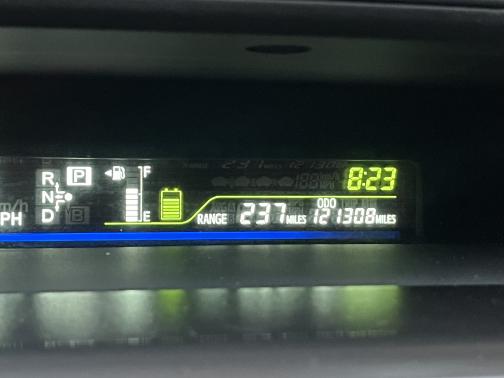 8:23
R P F
N
D B E
PH
RANGE 237 MILES ODO 121308 MILES